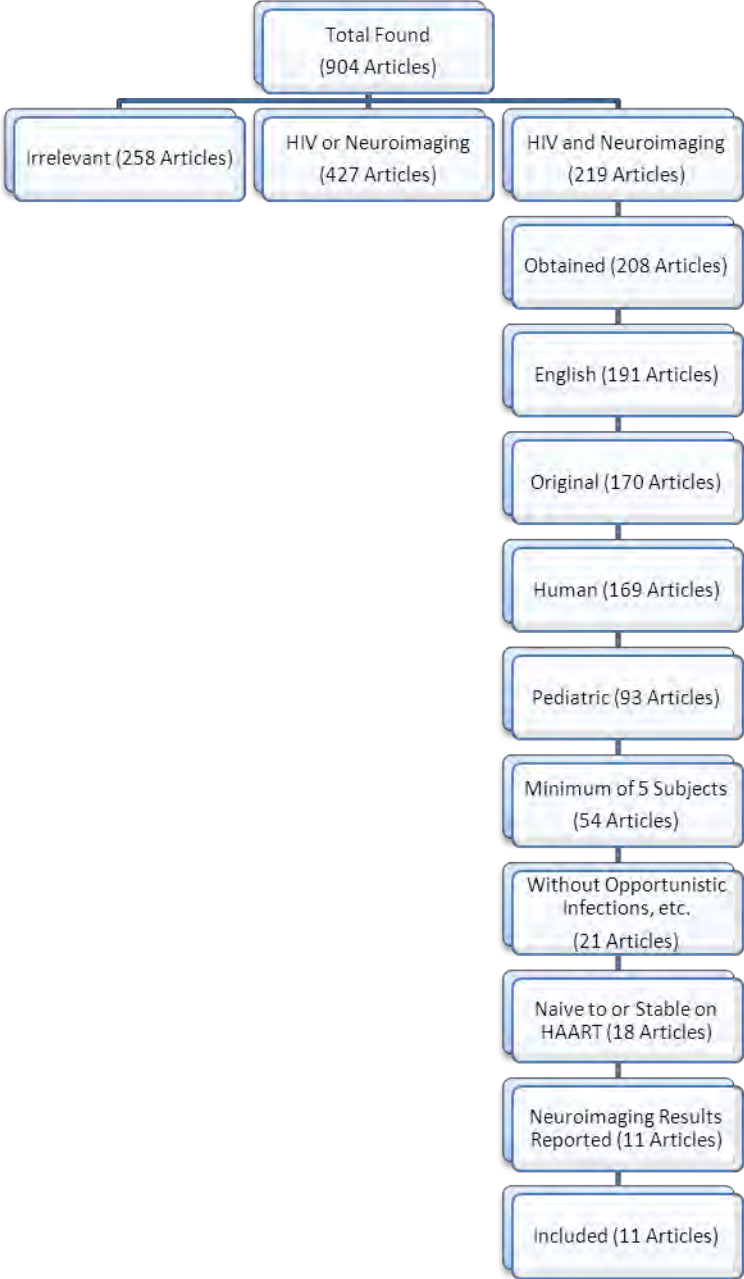 Total Found
(904 Articles)
Irrelevant (258 Articles)
HIV or Neuroimaging
(427 Articles)
HIV and Neuroimaging
(219 Articles)
Obtained (208 Articles)
English (191 Articles)
Original (170 Articles)
Human (169 Articles)
Pediatric (93 Articles)
Minimum of 5 Subjects
(54 Articles)
Without Opportunistic
Infections, etc.
(21 Articles)
Naive to or Stable on
HAART (18 Articles)
Neuroimaging Results
Reported (11 Articles)
Included (11 Articles)